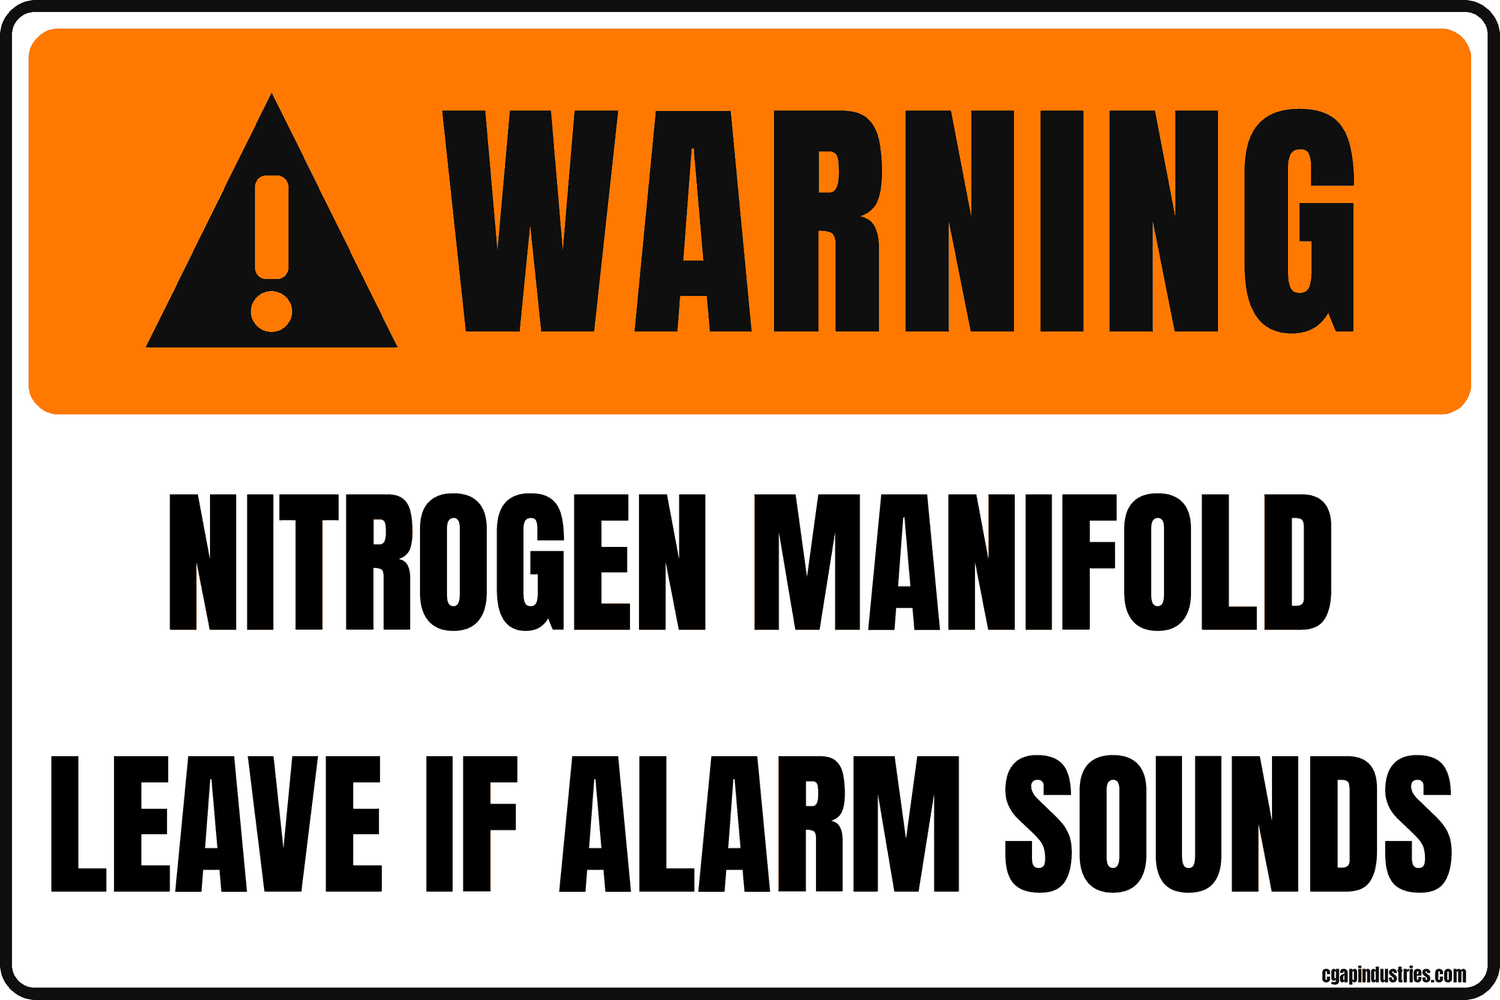 WARNING
NITROGEN MANIFOLD
LEAVE IF ALARM SOUNDS
cgapindustries.com